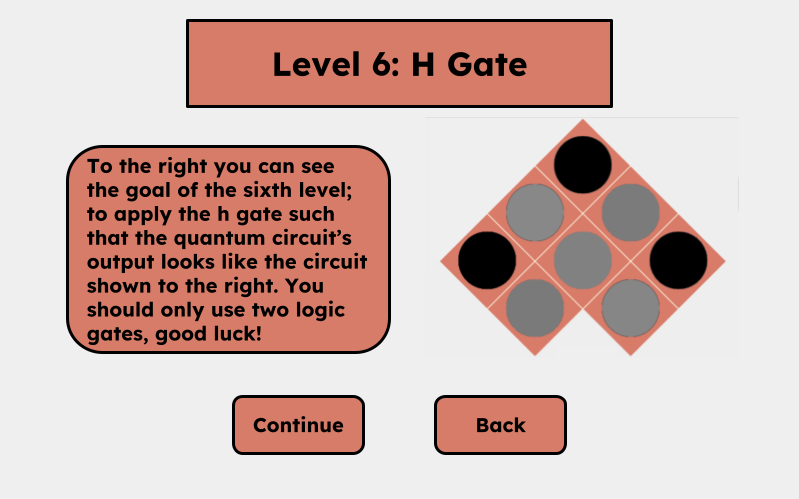 Level 6: H Gate
To the right you can see
the goal of the sixth level;
to apply the h gate such
that the quantum circuit’s
output looks like the circuit
shown to the right. You
should only use two logic
gates, good luck!
Continue
Back